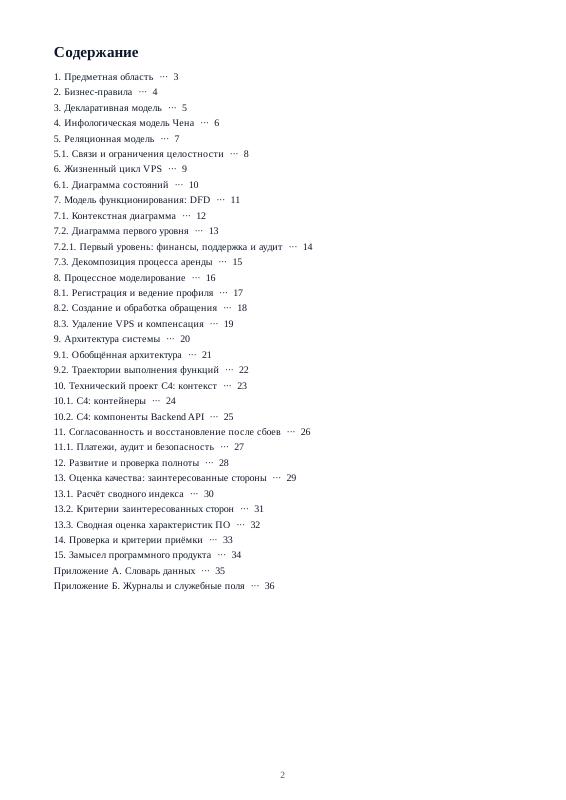 Содержание
1. Предметная область ··· 3
2. Бизнес-правила ··· 4
3. Декларативная модель ··· 5
4. Инфологическая модель Чена ··· 6
5. Реляционная модель ··· 7
5.1. Связи и ограничения целостности ··· 8
6. Жизненный цикл VPS ··· 9
6.1. Диаграмма состояний ··· 10
7. Модель функционирования: DFD ··· 11
7.1. Контекстная диаграмма ··· 12
7.2. Диаграмма первого уровня ··· 13
7.2.1. Первый уровень: финансы, поддержка и аудит ··· 14
7.3. Декомпозиция процесса аренды ··· 15
8. Процессное моделирование ··· 16
8.1. Регистрация и ведение профиля ··· 17
8.2. Создание и обработка обращения ··· 18
8.3. Удаление VPS и компенсация ··· 19
9. Архитектура системы ··· 20
9.1. Обобщённая архитектура ··· 21
9.2. Траектории выполнения функций ··· 22
10. Технический проект C4: контекст ··· 23
10.1. C4: контейнеры ··· 24
10.2. C4: компоненты Backend API ··· 25
11. Согласованность и восстановление после сбоев ··· 26
11.1. Платежи, аудит и безопасность ··· 27
12. Развитие и проверка полноты ··· 28
13. Оценка качества: заинтересованные стороны ··· 29
13.1. Расчёт сводного индекса ··· 30
13.2. Критерии заинтересованных сторон ··· 31
13.3. Сводная оценка характеристик ПО ··· 32
14. Проверка и критерии приёмки ··· 33
15. Замысел программного продукта ··· 34
Приложение А. Словарь данных ··· 35
Приложение Б. Журналы и служебные поля ··· 36
2